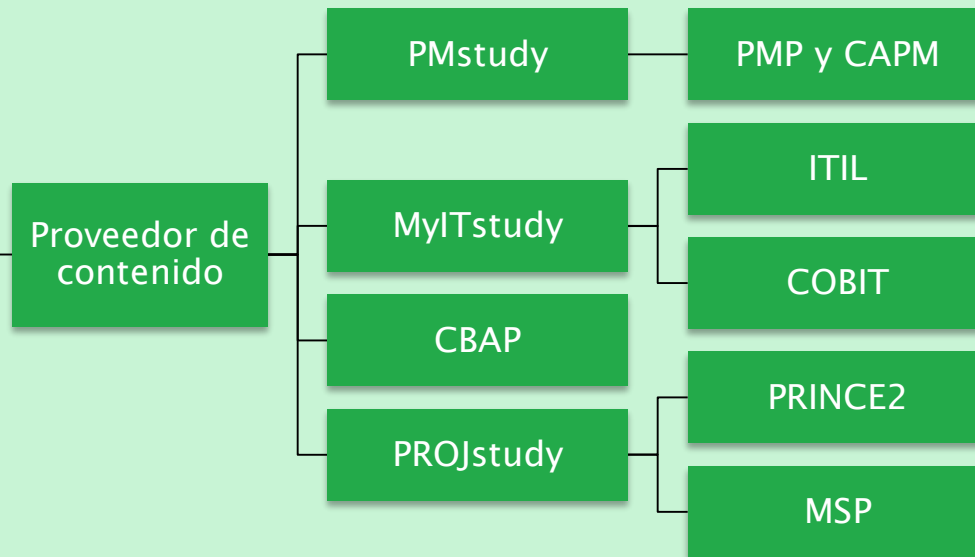 PMstudy
PMP y CAPM
ITIL
Proveedor de
contenido
MyITstudy
COBIT
CBAP
PRINCE2
PROJstudy
MSP